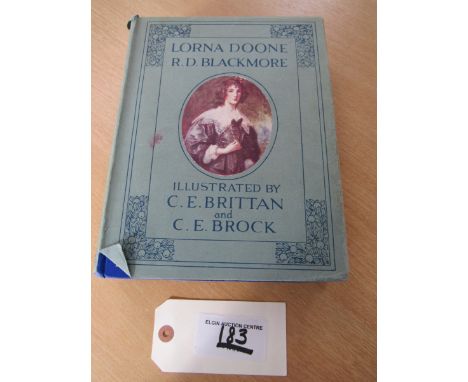 LORNA DOONE
R.D. BLACKMORE
ILLUSTRATED BY
C. E. BRITTAN
and
C. E. BROCK
ELGIN AUCTION CENTRE
183